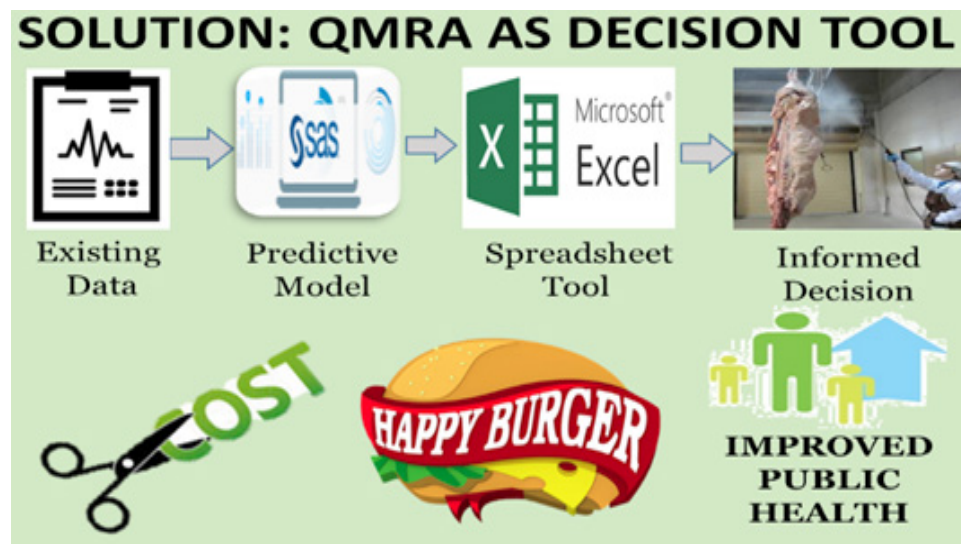 SOLUTION: QMRA AS DECISION TOOL
sas
Microsoft®
X
Excel
Existing
Data
Predictive
Model
Spreadsheet
Tool
Informed
Decision
COST
HAPPY BURGER
IMPROVED
PUBLIC
HEALTH